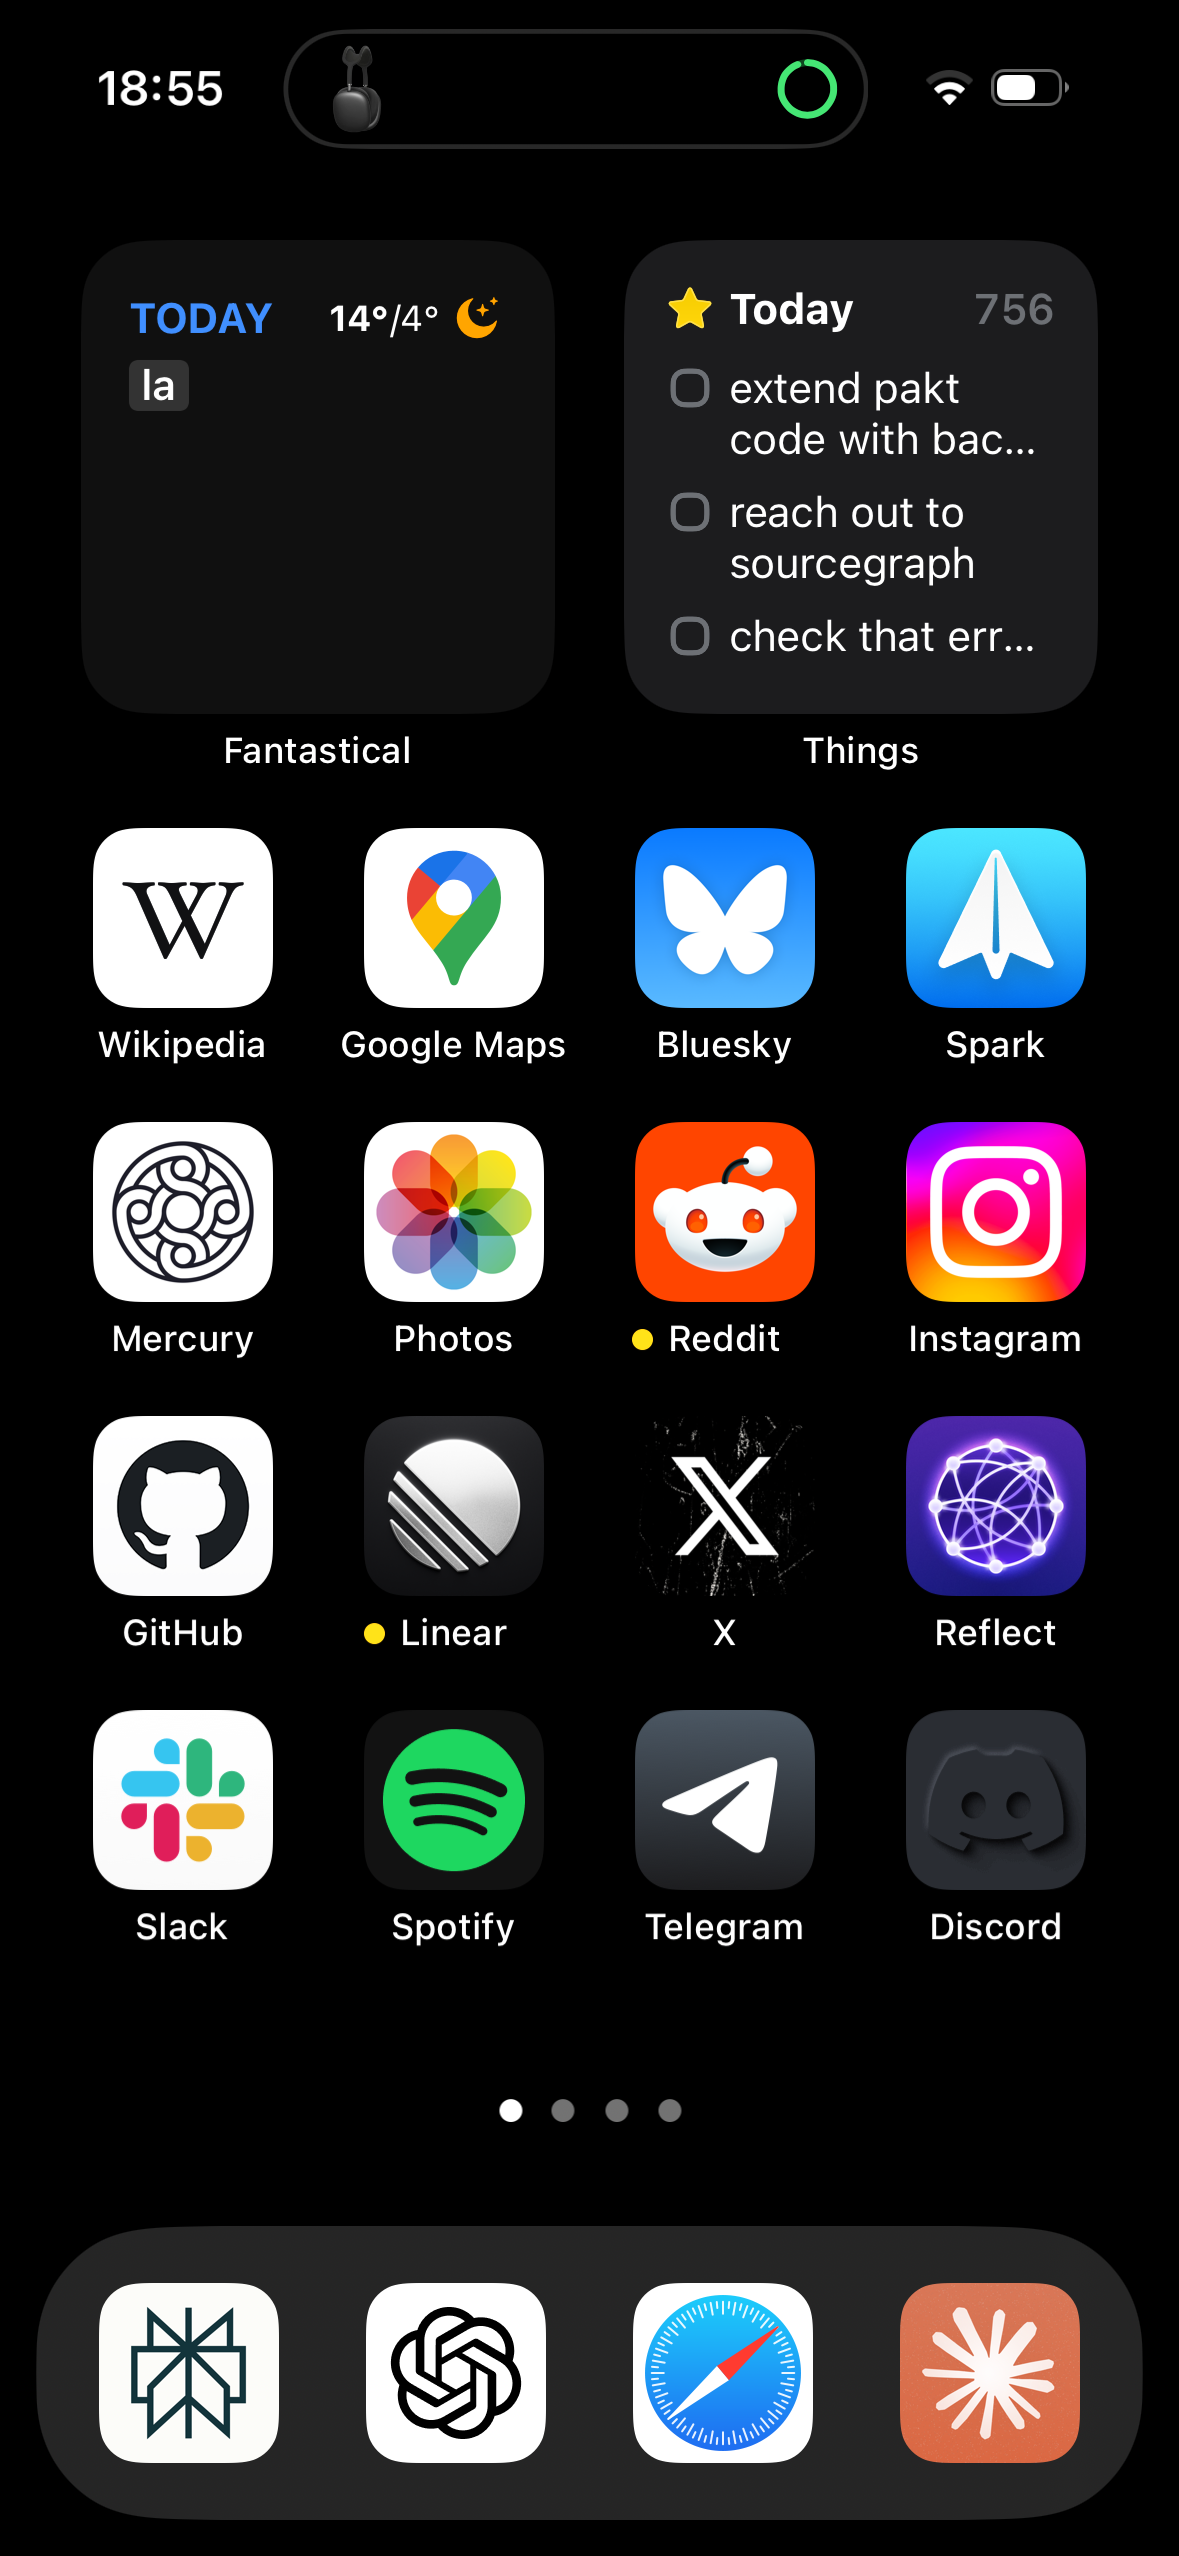 18:55
TODAY 14°/4°
la
Today 756
extend pakt
code with bac...
reach out to
sourcegraph
check that err...
Fantastical Things
W
Wikipedia Google Maps Bluesky Spark
Mercury Photos Reddit Instagram
X
GitHub Linear X Reflect
Slack Spotify Telegram Discord